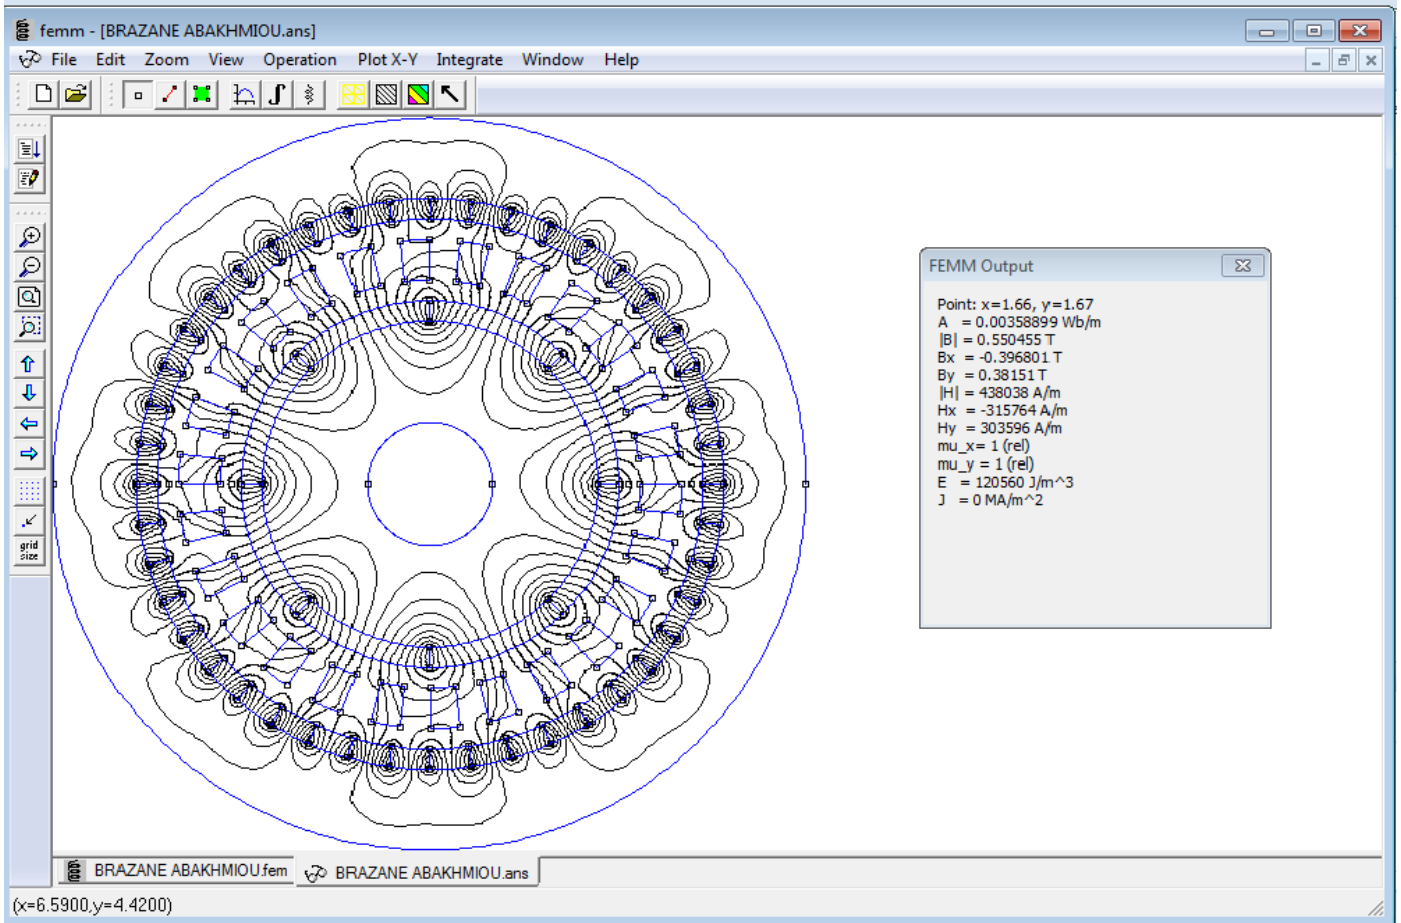 femm - [BRAZANE ABAKHMIOU.ans]
File Edit Zoom View Operation Plot X-Y Integrate Window Help
grid
size
FEMM Output
Point: x=1.66, y=1.67
A = 0.00358899 Wb/m
|B| = 0.550455 T
Bx = -0.396801 T
By = 0.38151 T
|H| = 438038 A/m
Hx = -315764 A/m
Hy = 303596 A/m
mu_x= 1 (rel)
mu_y = 1 (rel)
E = 120560 J/m^3
J = 0 MA/m^2
BRAZANE ABAKHMIOU.fem BRAZANE ABAKHMIOU.ans
(x=6.5900,y=4.4200)